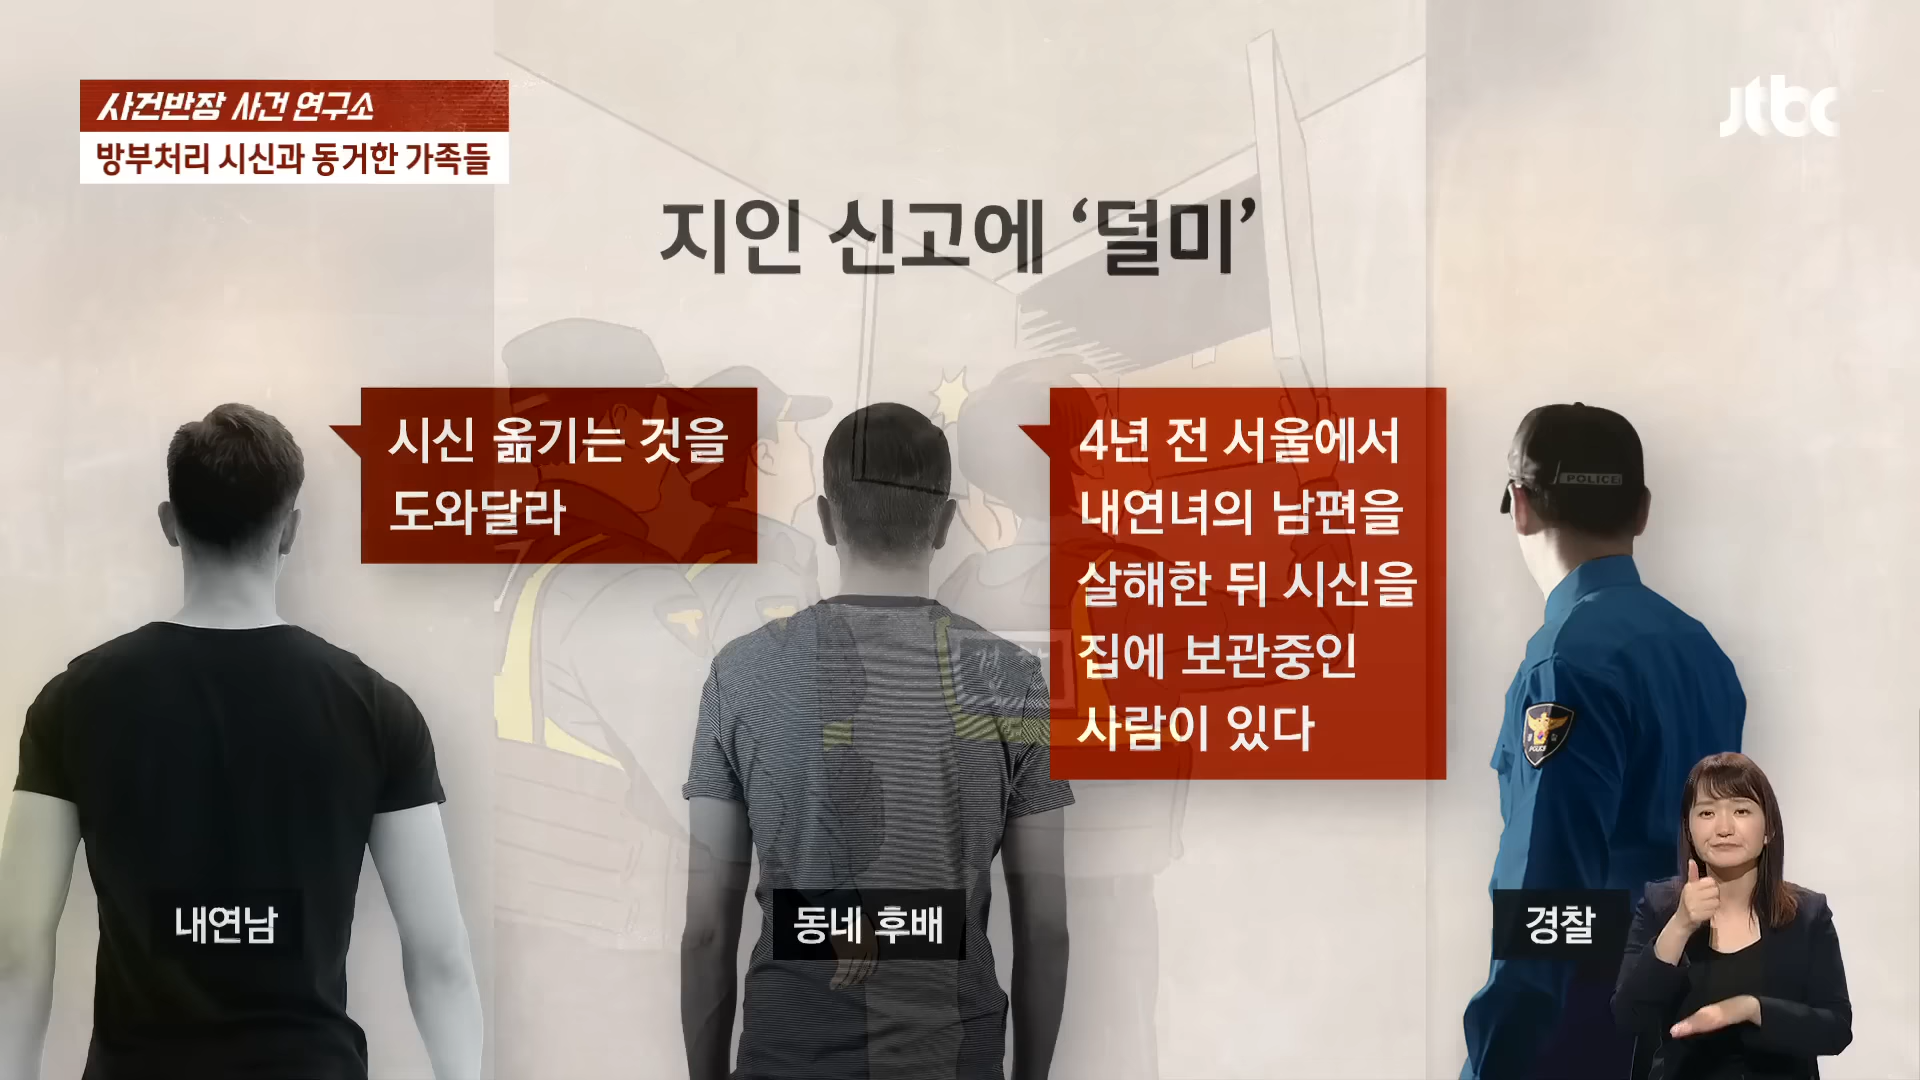 사건반장 사건 연구소
방부처리 시신과 동거한 가족들
jtbc
지인 신고에 ‘덜미’
시신 옮기는 것을
도와달라
4년 전 서울에서
내연녀의 남편을
살해한 뒤 시신을
집에 보관중인
사람이 있다
POLICE
내연남
동네 후배
경찰